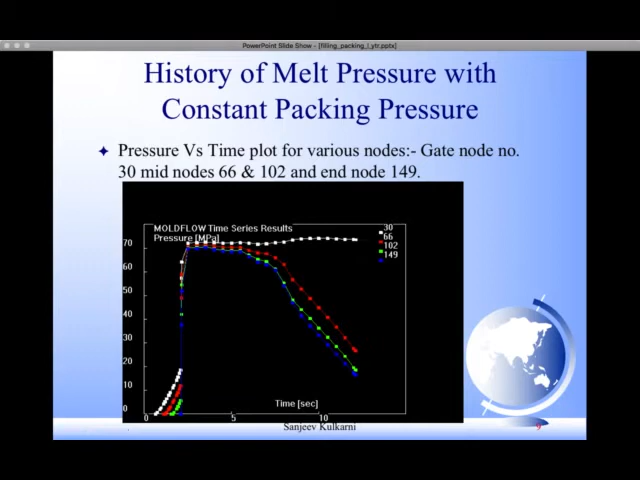 PowerPoint Slide Show - [filling_packing_I_ytr.pptx]
History of Melt Pressure with
Constant Packing Pressure
Pressure Vs Time plot for various nodes:- Gate node no.
30 mid nodes 66 & 102 and end node 149.
MOLDFLOW Time Series Results
Pressure [MPa]
30
66
102
149
70
60
50
40
30
20
10
0
0 5 10
Time [sec]
Sanjeev Kulkarni
9